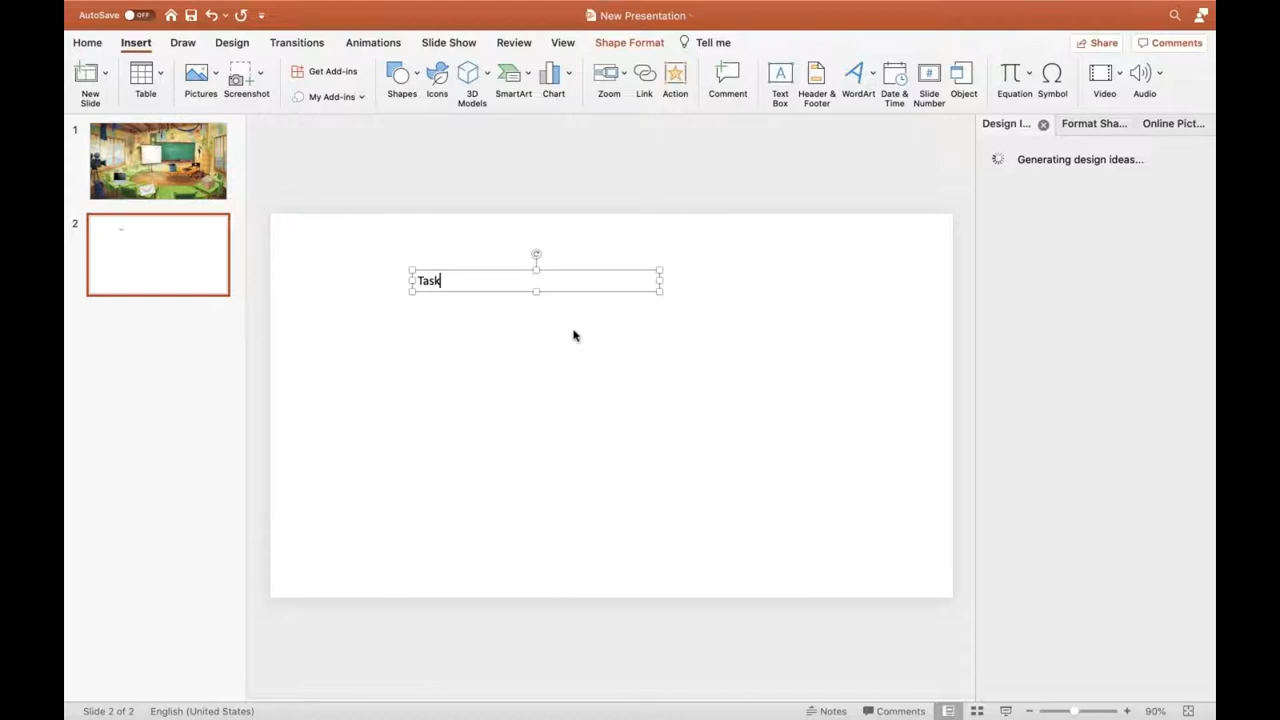 AutoSave OFF
New Presentation
Home Insert Draw Design Transitions Animations Slide Show Review View Shape Format Tell me
Share Comments
New Slide
Table
Pictures
Screenshot
Get Add-ins
My Add-ins
Shapes
Icons
3D Models
SmartArt
Chart
Zoom
Link
Action
Comment
Text Box
Header & Footer
WordArt
Date & Time
Slide Number
Object
Equation
Symbol
Video
Audio
1
2
Task
Design I... Format Sha... Online Pict...
Generating design ideas...
Slide 2 of 2 English (United States)
Notes Comments 90%